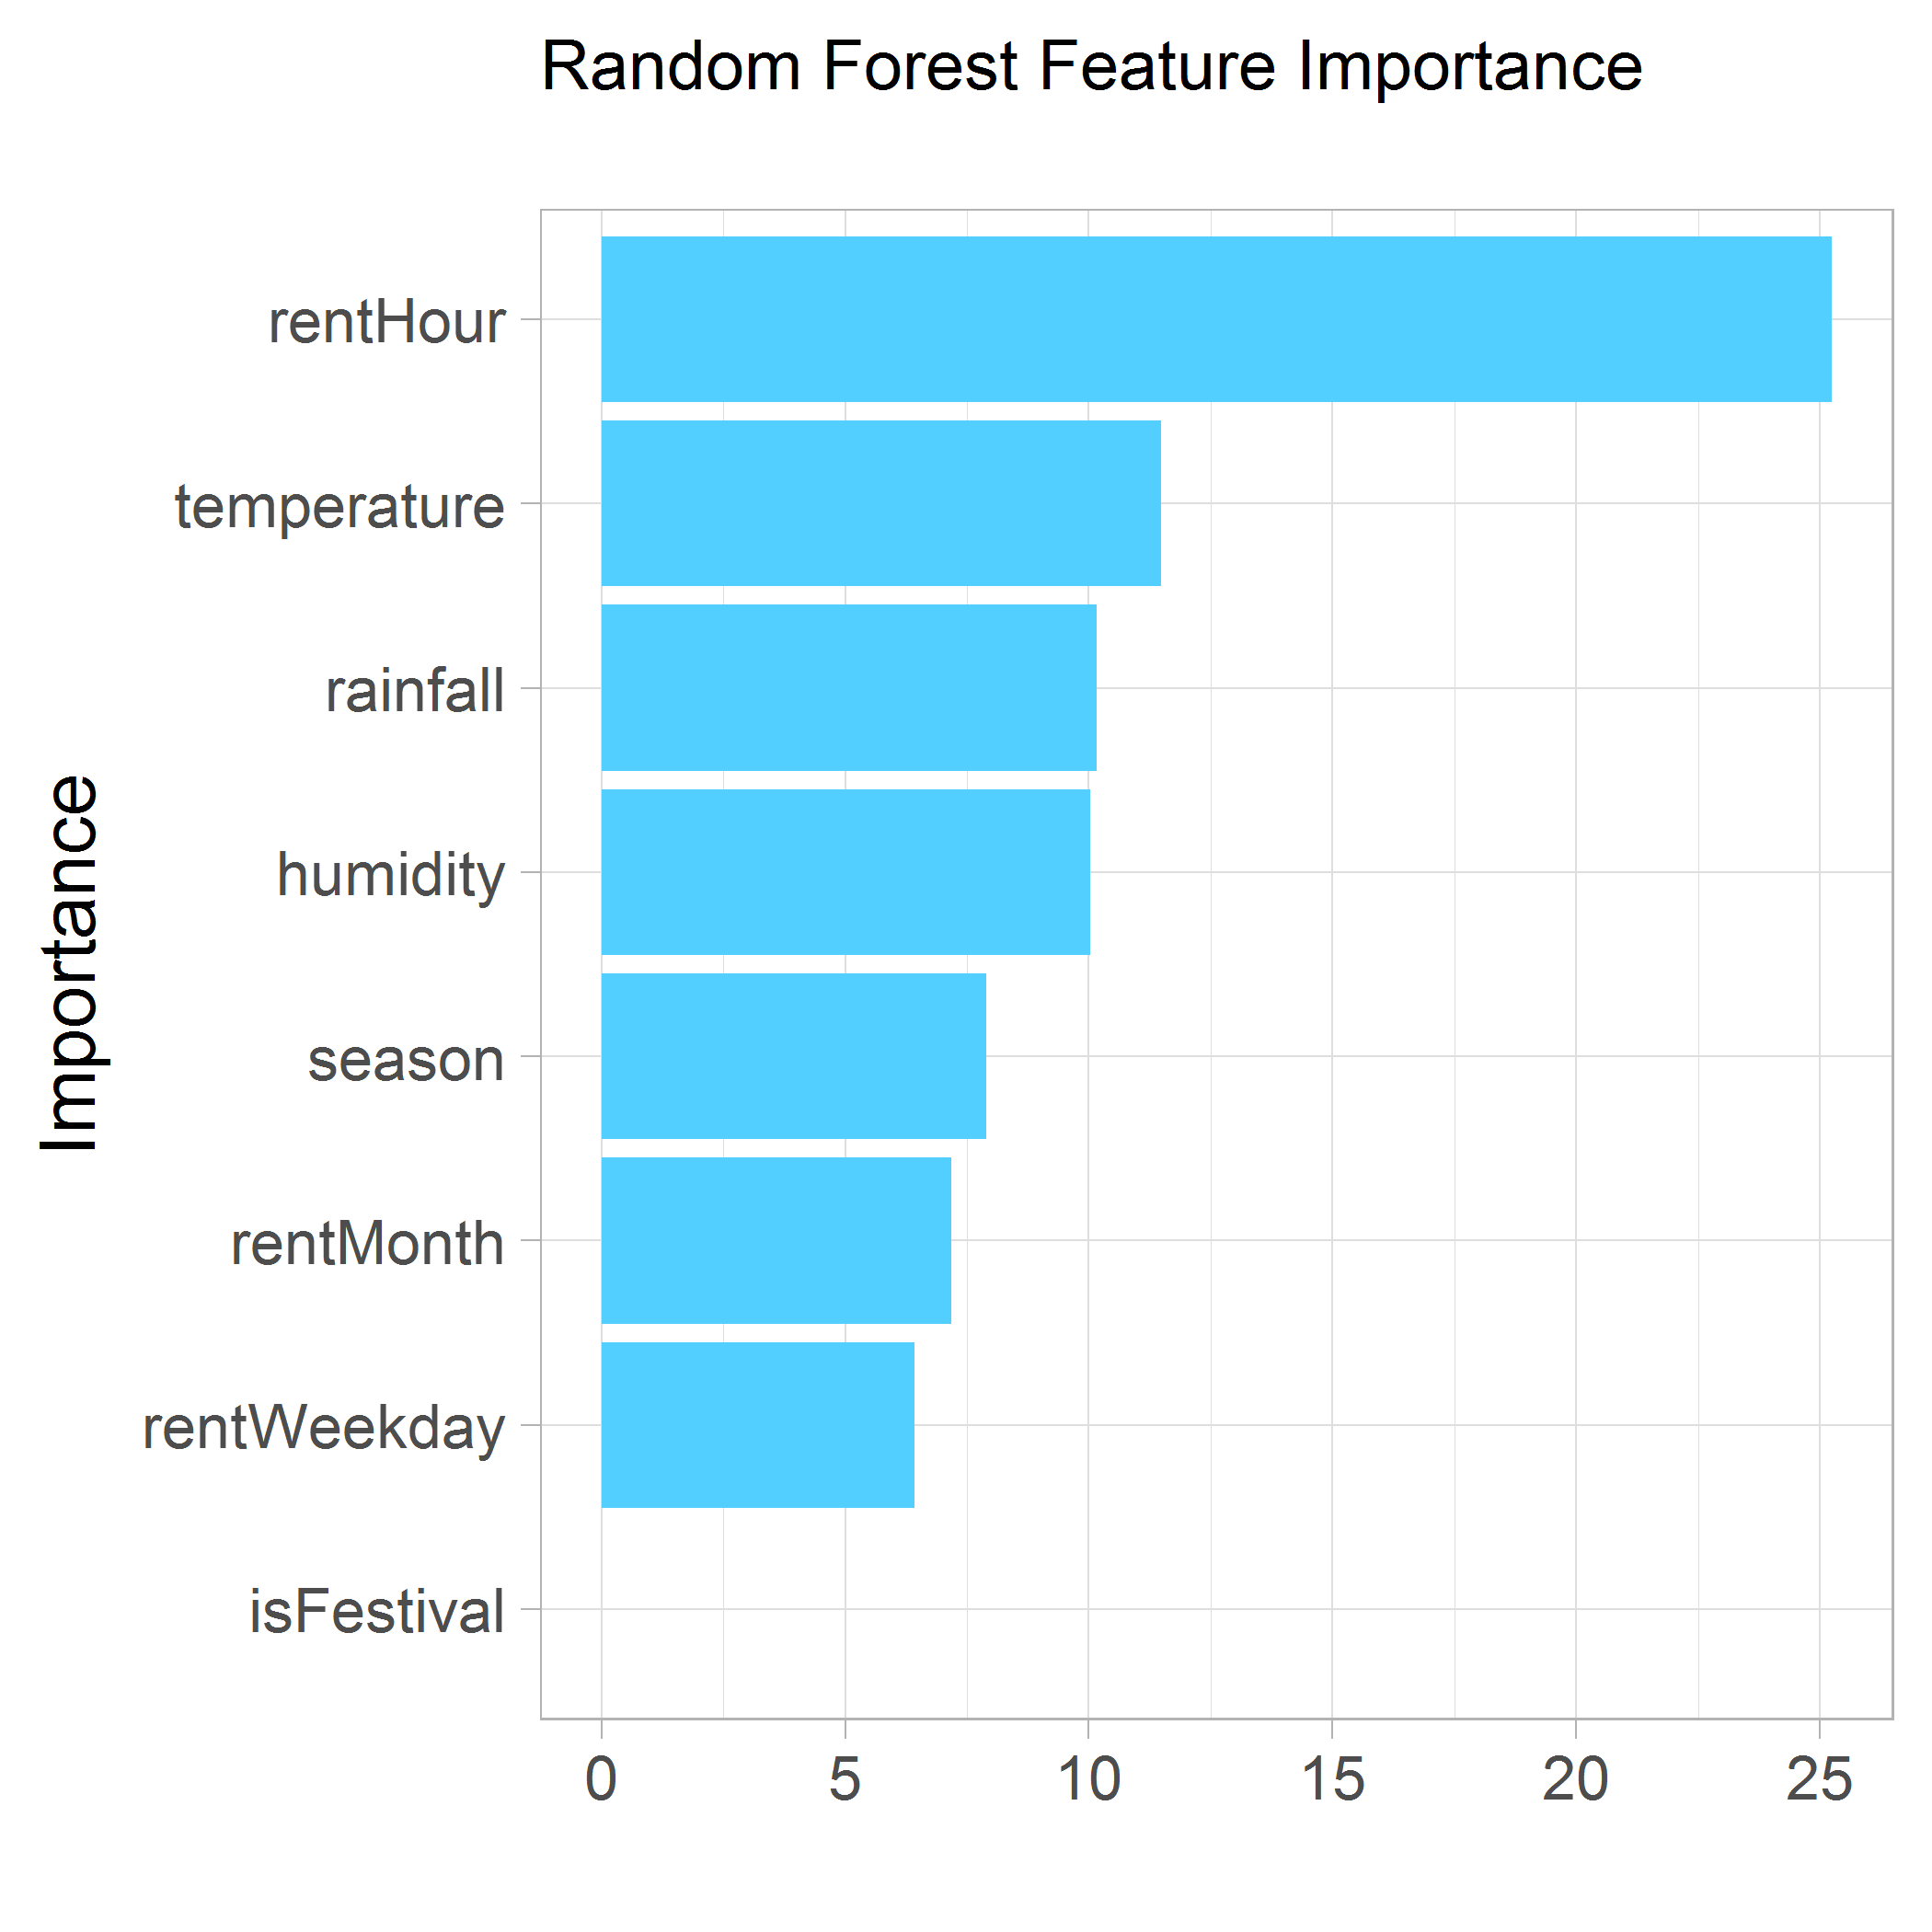 Random Forest Feature Importance
Importance
rentHour
temperature
rainfall
humidity
season
rentMonth
rentWeekday
isFestival
0 5 10 15 20 25